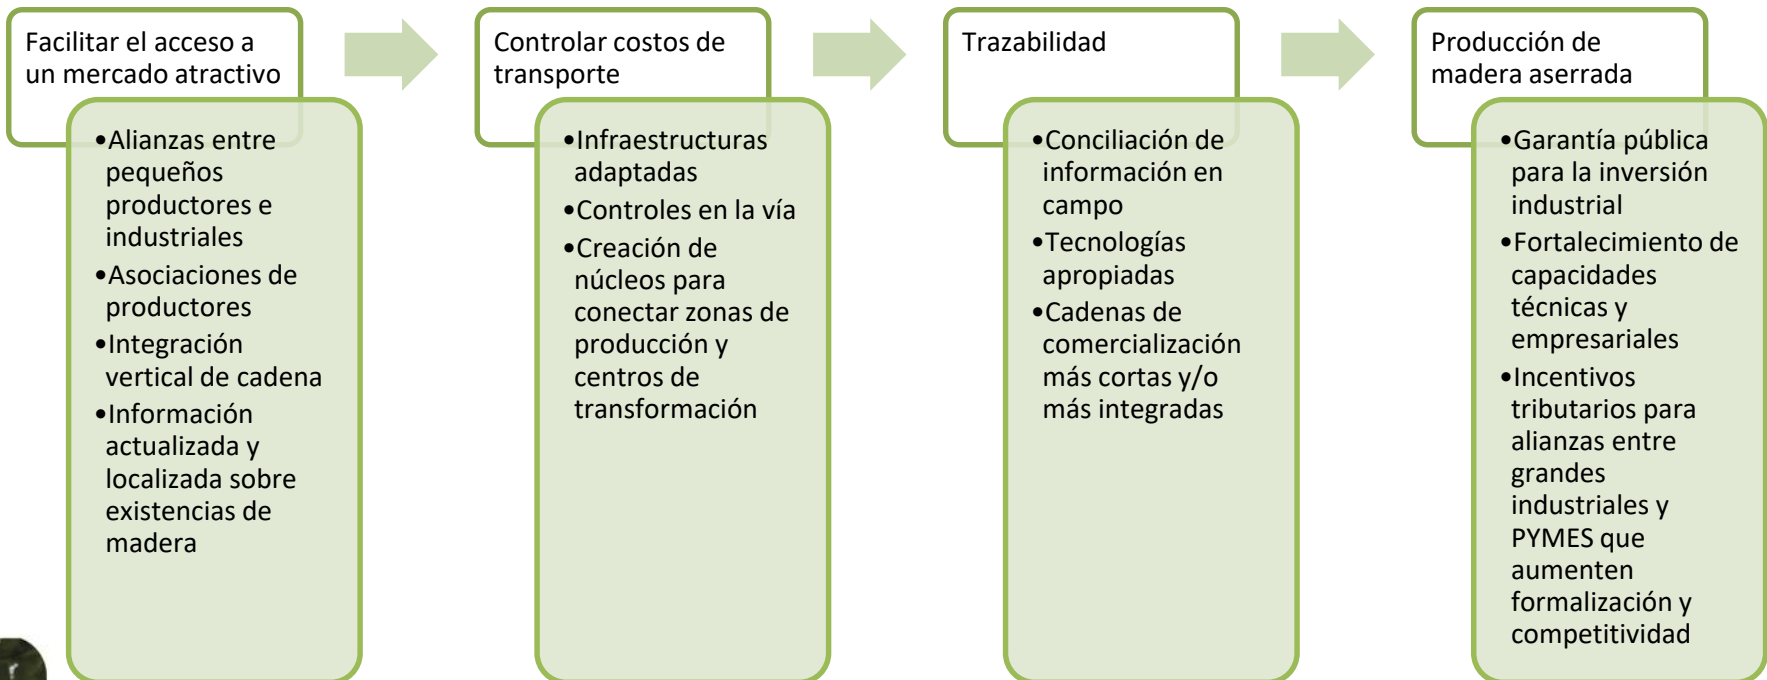 Facilitar el acceso a
un mercado atractivo
•Alianzas entre
pequeños
productores e
industriales
•Asociaciones de
productores
•Integración
vertical de cadena
•Información
actualizada y
localizada sobre
existencias de
madera
Controlar costos de
transporte
•Infraestructuras
adaptadas
•Controles en la vía
•Creación de
núcleos para
conectar zonas de
producción y
centros de
transformación
Trazabilidad
•Conciliación de
información en
campo
•Tecnologías
apropiadas
•Cadenas de
comercialización
más cortas y/o
más integradas
Producción de
madera aserrada
•Garantía pública
para la inversión
industrial
•Fortalecimiento de
capacidades
técnicas y
empresariales
•Incentivos
tributarios para
alianzas entre
grandes
industriales y
PYMES que
aumenten
formalización y
competitividad